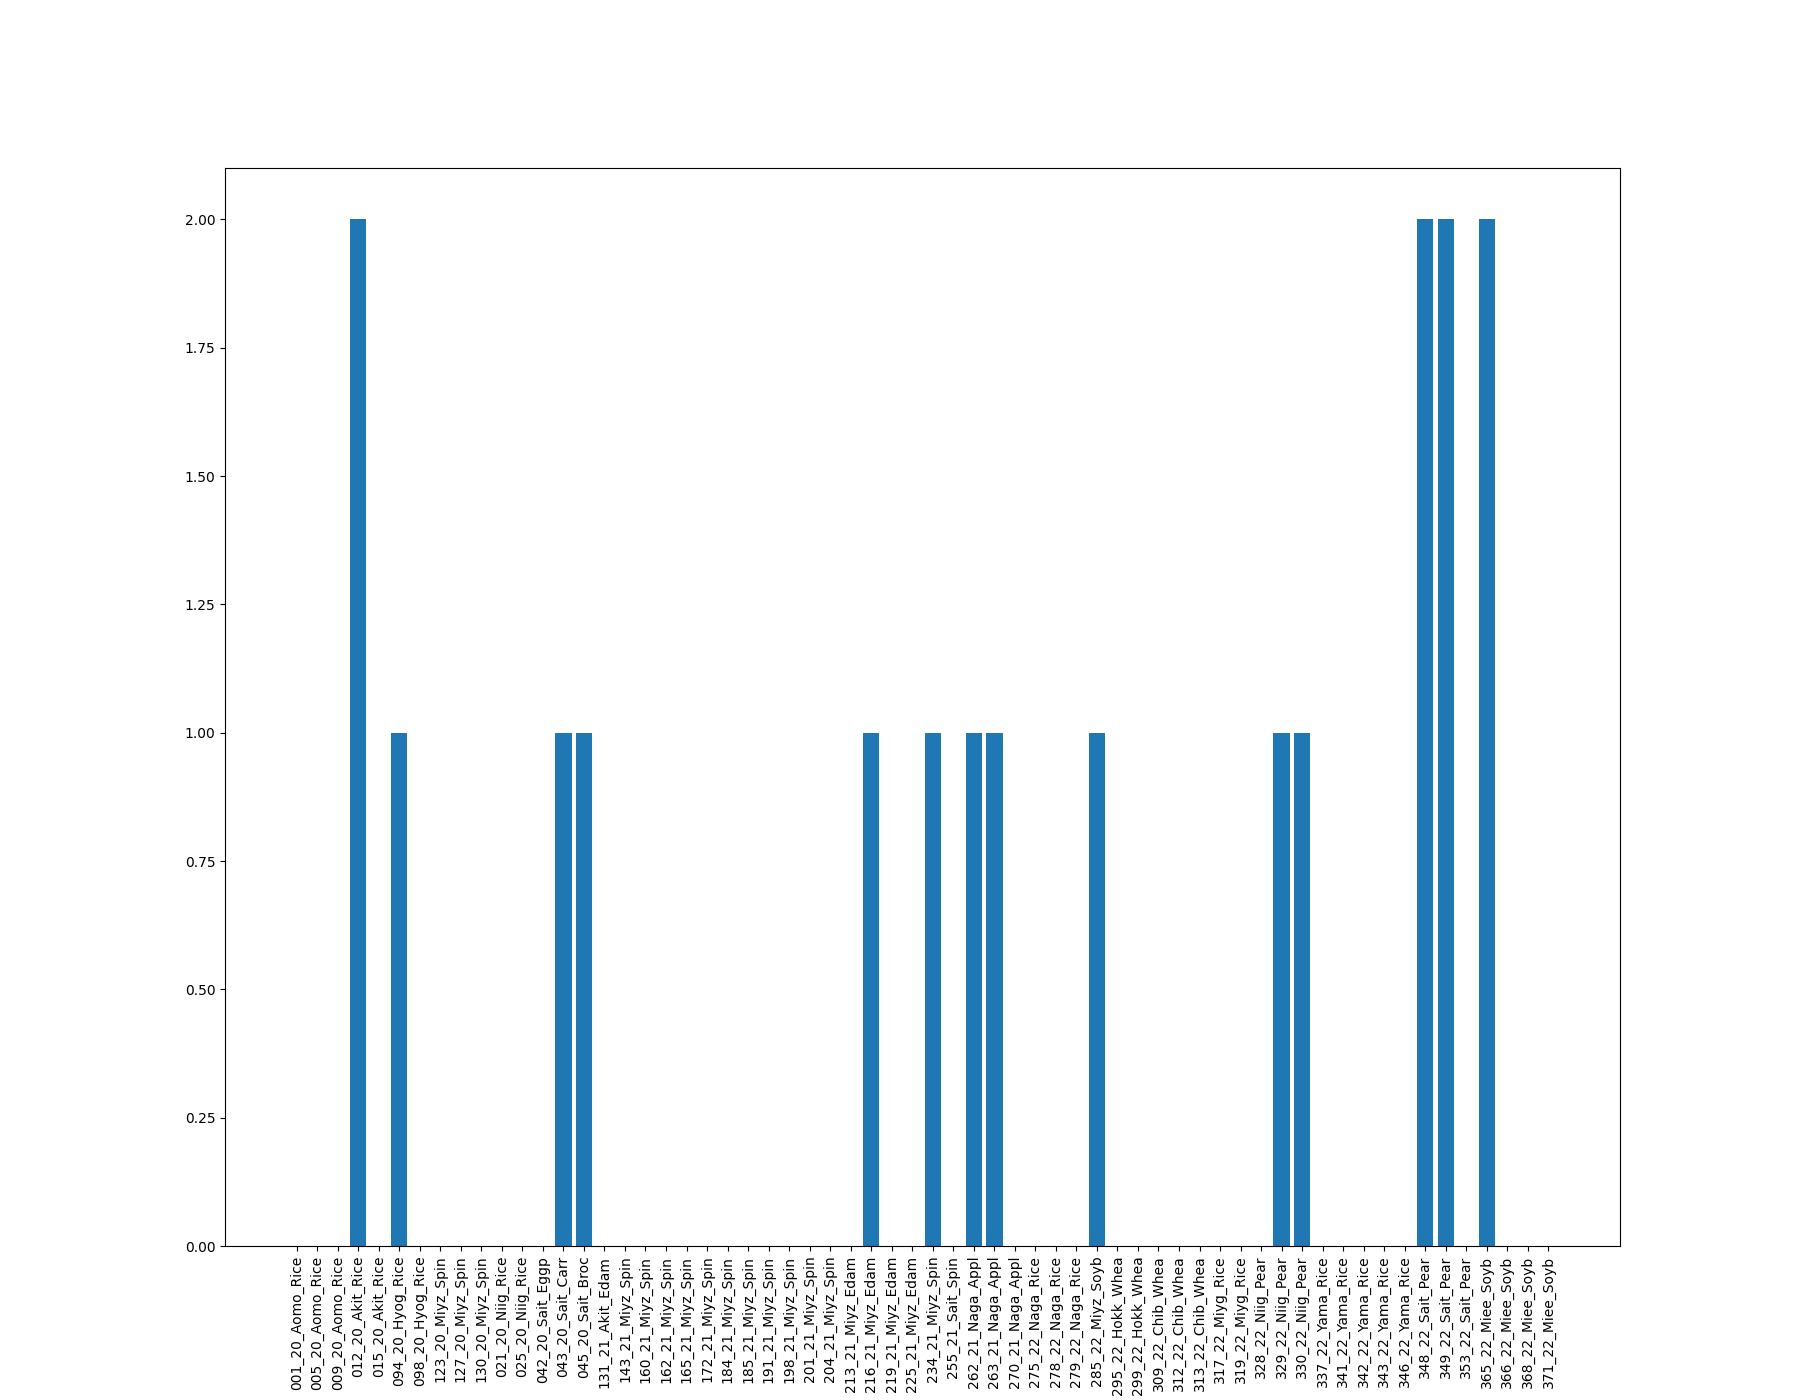 2.00
1.75
1.50
1.25
1.00
0.75
0.50
0.25
0.00
001_20_Aomo_Rice
005_20_Aomo_Rice
009_20_Aomo_Rice
012_20_Akit_Rice
015_20_Akit_Rice
094_20_Hyog_Rice
098_20_Hyog_Rice
123_20_Miyz_Spin
127_20_Miyz_Spin
130_20_Miyz_Spin
021_20_Niig_Rice
025_20_Niig_Rice
042_20_Sait_Eggp
043_20_Sait_Carr
045_20_Sait_Broc
131_21_Akit_Edam
143_21_Miyz_Spin
160_21_Miyz_Spin
162_21_Miyz_Spin
165_21_Miyz_Spin
172_21_Miyz_Spin
184_21_Miyz_Spin
185_21_Miyz_Spin
191_21_Miyz_Spin
198_21_Miyz_Spin
201_21_Miyz_Spin
204_21_Miyz_Spin
213_21_Miyz_Edam
216_21_Miyz_Edam
219_21_Miyz_Edam
225_21_Miyz_Edam
234_21_Miyz_Spin
255_21_Sait_Spin
262_21_Naga_Appl
263_21_Naga_Appl
270_21_Naga_Appl
275_22_Naga_Rice
278_22_Naga_Rice
279_22_Naga_Rice
285_22_Miyz_Soyb
295_22_Hokk_Whea
299_22_Hokk_Whea
309_22_Chib_Whea
312_22_Chib_Whea
313_22_Chib_Whea
317_22_Miyg_Rice
319_22_Miyg_Rice
328_22_Niig_Pear
329_22_Niig_Pear
330_22_Niig_Pear
337_22_Yama_Rice
341_22_Yama_Rice
342_22_Yama_Rice
343_22_Yama_Rice
346_22_Yama_Rice
348_22_Sait_Pear
349_22_Sait_Pear
353_22_Sait_Pear
365_22_Miee_Soyb
366_22_Miee_Soyb
368_22_Miee_Soyb
371_22_Miee_Soyb